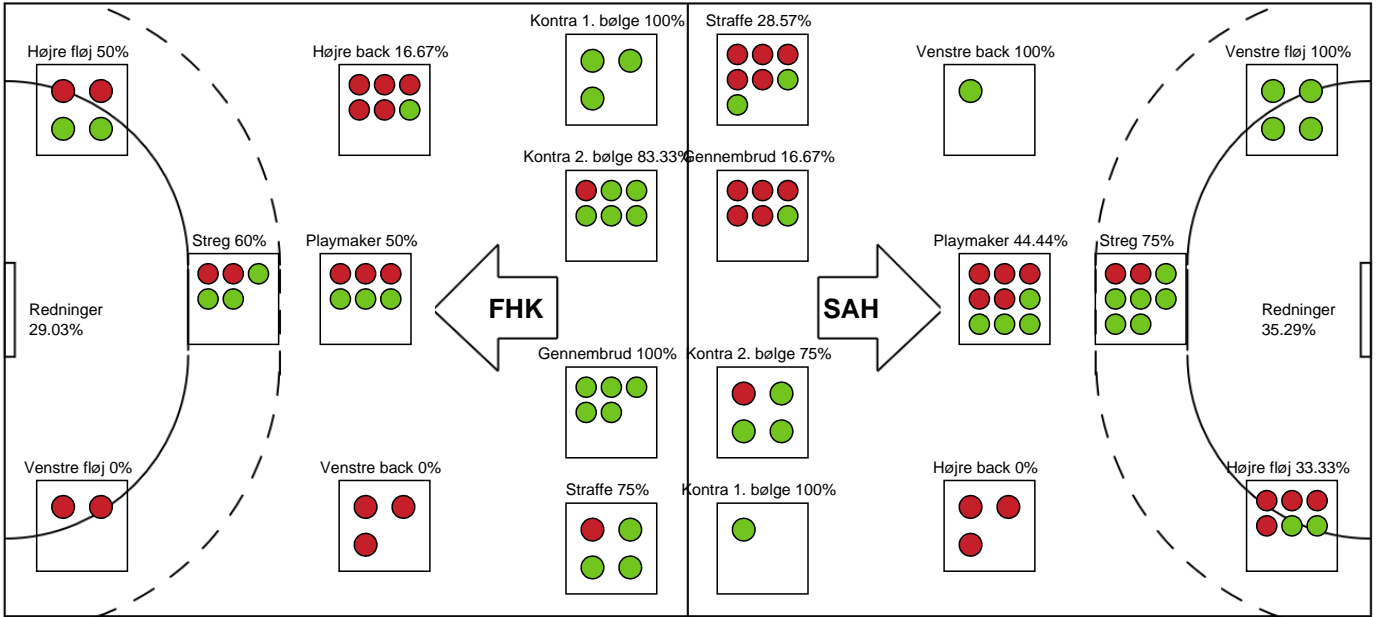 Kontra 1. bølge 100%
Straffe 28.57%
Højre fløj 50%
Højre back 16.67%
Venstre back 100%
Venstre fløj 100%
Kontra 2. bølge 83.33%
Gennembrud 16.67%
Streg 60%
Playmaker 50%
Playmaker 44.44%
Streg 75%
Redninger
29.03%
FHK
SAH
Redninger
35.29%
Gennembrud 100%
Kontra 2. bølge 75%
Venstre fløj 0%
Venstre back 0%
Straffe 75%
Kontra 1. bølge 100%
Højre back 0%
Højre fløj 33.33%